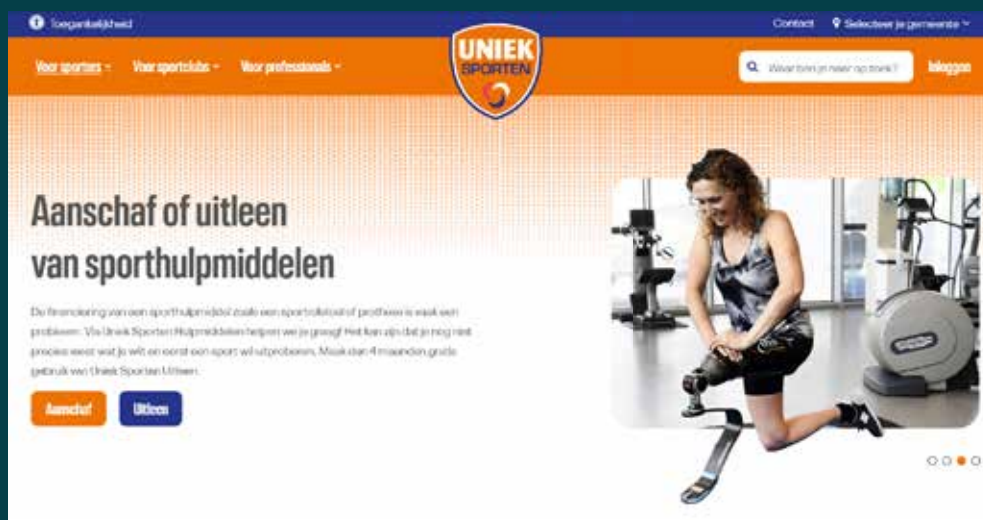 Toegankelijkheid
Contact
Selecteer je gemeente
Voor sporters
Voor sportclubs
Voor professionals
UNIEK
SPORTEN
Waar ben je naar op zoek?
Inloggen
Aanschaf of uitleen
van sporthulpmiddelen
De financiering van een sporthulpmiddel zoals een sportrolstoel of prothese is vaak een
probleem. Via Uniek Sporten Hulpmiddelen helpen we je graag! Het kan zijn dat je nog niet
precies weet wat je wilt en eerst een sport wil uitproberen. Maak dan 4 maanden gratis
gebruik van Uniek Sporten Uitleen.
Aanschaf
Uitleen